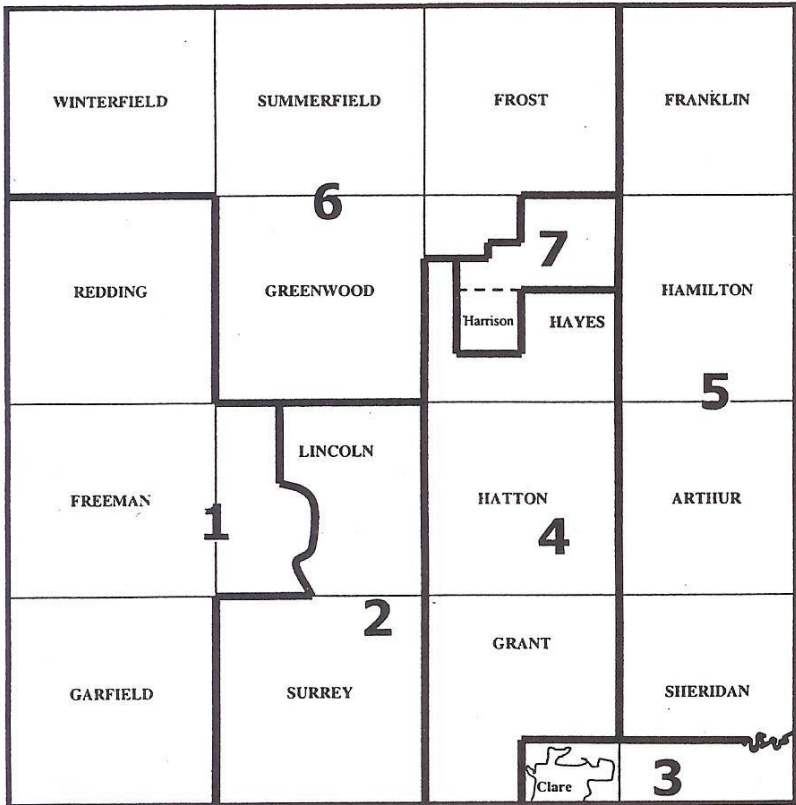 WINTERFIELD
SUMMERFIELD
FROST
FRANKLIN
6
7
REDDING
GREENWOOD
HAMILTON
Harrison
HAYES
5
LINCOLN
FREEMAN
HATTON
ARTHUR
1
4
2
GRANT
GARFIELD
SURREY
SHERIDAN
3
Clare